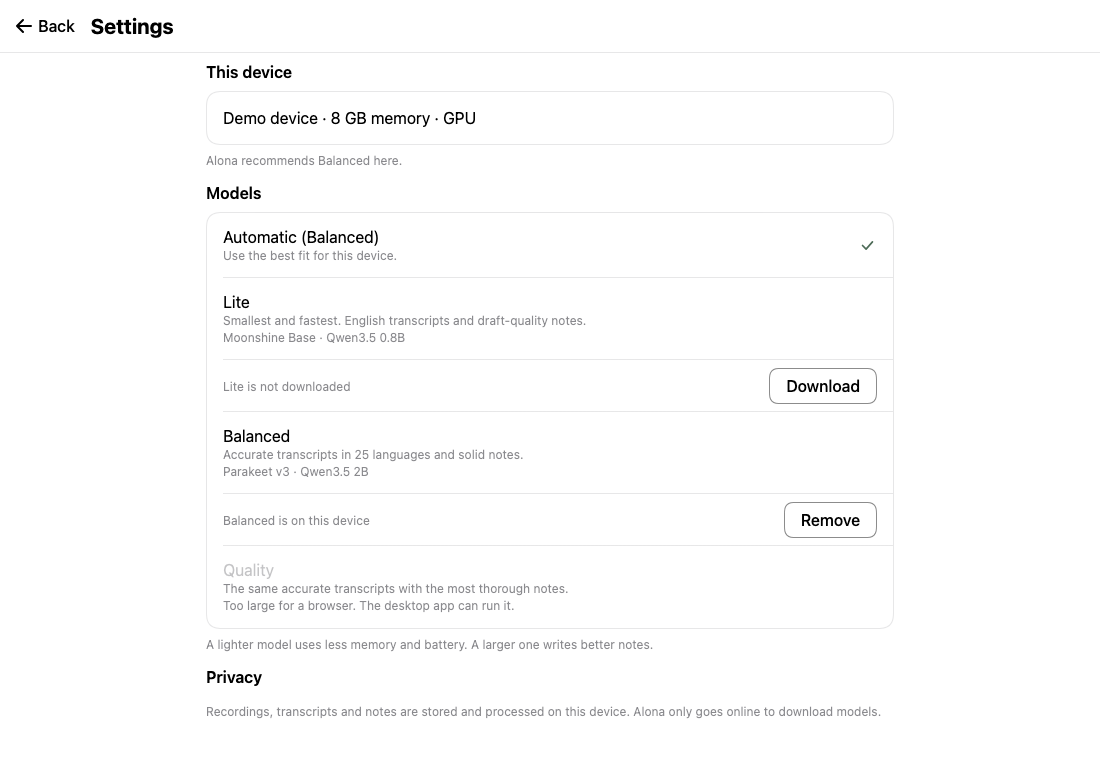 Back Settings
This device
Demo device · 8 GB memory · GPU
Alona recommends Balanced here.
Models
Automatic (Balanced)
Use the best fit for this device.
Lite
Smallest and fastest. English transcripts and draft-quality notes.
Moonshine Base · Qwen3.5 0.8B
Lite is not downloaded Download
Balanced
Accurate transcripts in 25 languages and solid notes.
Parakeet v3 · Qwen3.5 2B
Balanced is on this device Remove
Quality
The same accurate transcripts with the most thorough notes.
Too large for a browser. The desktop app can run it.
A lighter model uses less memory and battery. A larger one writes better notes.
Privacy
Recordings, transcripts and notes are stored and processed on this device. Alona only goes online to download models.